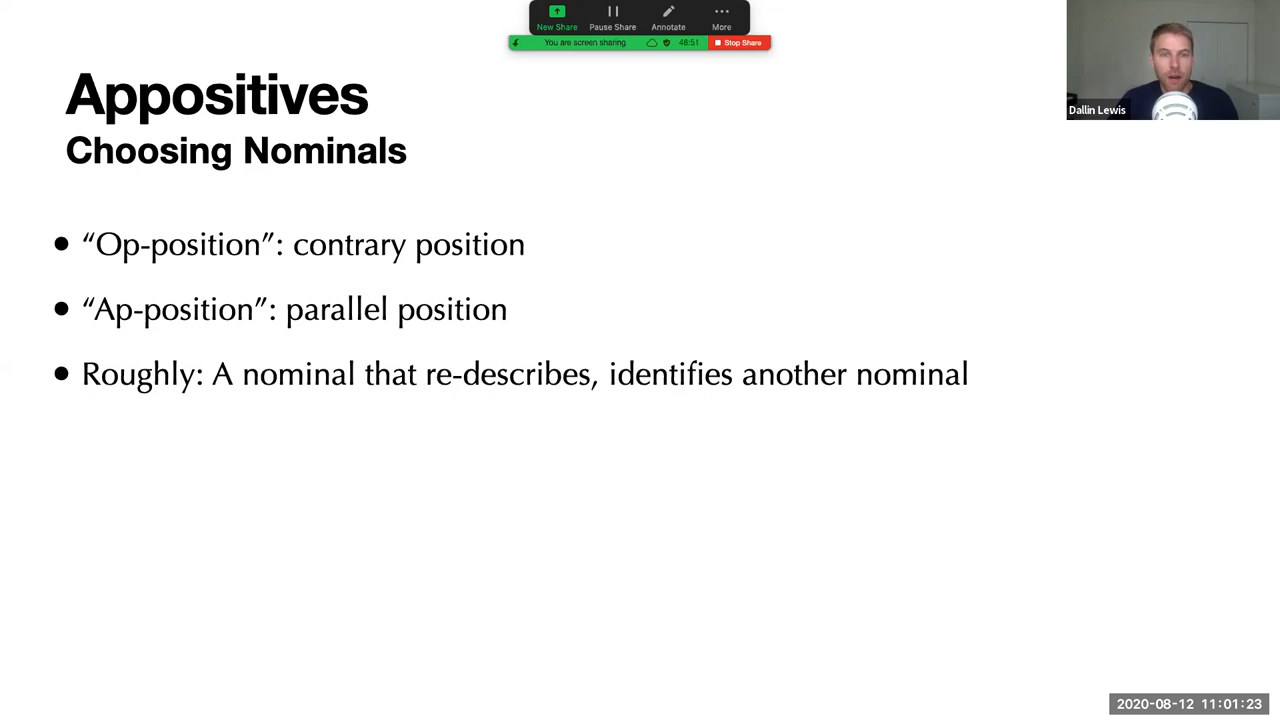 New Share Pause Share Annotate More
You are screen sharing 48:51 Stop Share
Dallin Lewis
Appositives
Choosing Nominals
• “Op-position”: contrary position
• “Ap-position”: parallel position
• Roughly: A nominal that re-describes, identifies another nominal
2020-08-12 11:01:23